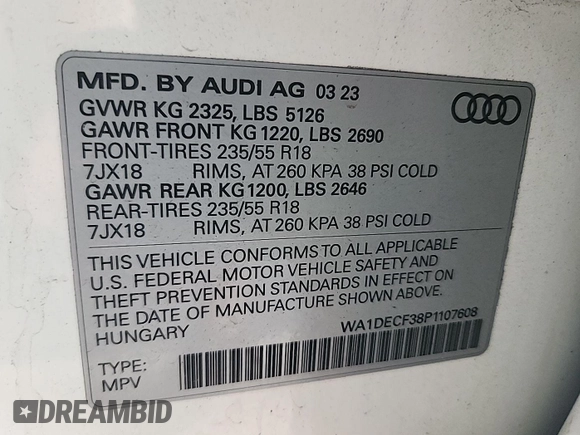 MFD. BY AUDI AG 03 23
GVWR KG 2325, LBS 5126
GAWR FRONT KG 1220, LBS 2690
FRONT-TIRES 235/55 R18
7JX18 RIMS, AT 260 KPA 38 PSI COLD
GAWR REAR KG 1200, LBS 2646
REAR-TIRES 235/55 R18
7JX18 RIMS, AT 260 KPA 38 PSI COLD
THIS VEHICLE CONFORMS TO ALL APPLICABLE
U.S. FEDERAL MOTOR VEHICLE SAFETY AND
THEFT PREVENTION STANDARDS IN EFFECT ON
THE DATE OF MANUFACTURE SHOWN ABOVE.
HUNGARY
WA1DECF38P1107608
TYPE:
MPV
DREAMBID